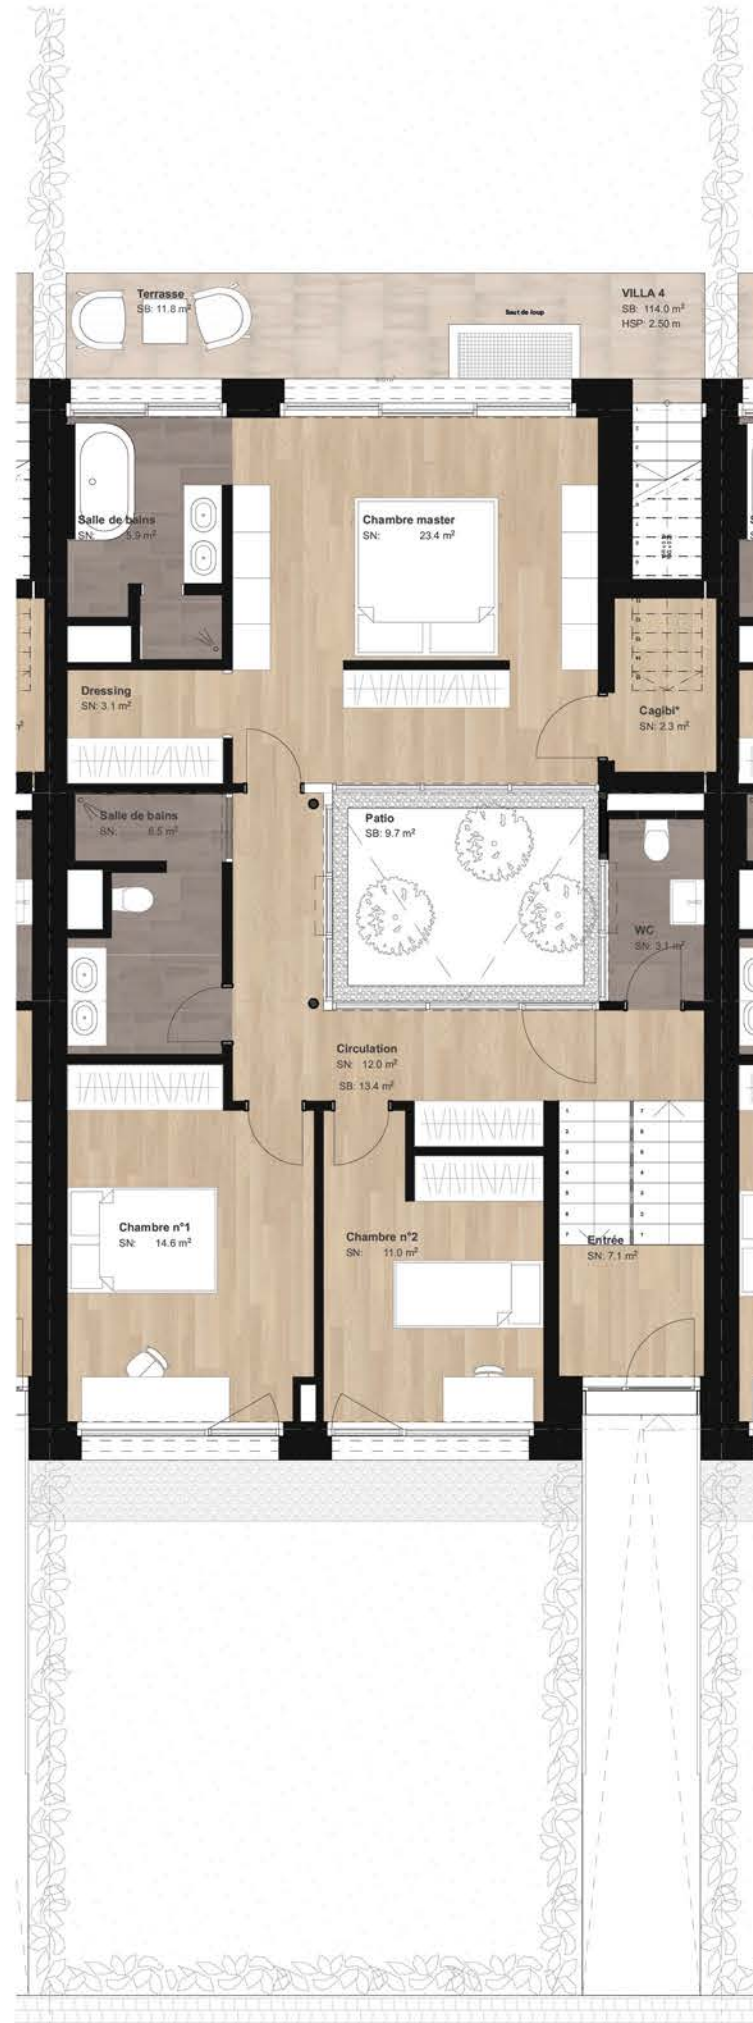 Terrasse
SB: 11.8 m²
VILLA 4
SB: 114.0 m²
HSP: 2.50 m
Saut de loup
Salle de bains
SN: 5.9 m²
Chambre master
SN: 23.4 m²
Dressing
SN: 3.1 m²
Cagibi*
SN: 2.3 m²
Salle de bains
SN: 6.5 m²
Patio
SB: 9.7 m²
WC
SN: 3.1 m²
Circulation
SN: 12.0 m²
SB: 13.4 m²
Chambre n°1
SN: 14.6 m²
Chambre n°2
SN: 11.0 m²
Entrée
SN: 7.1 m²